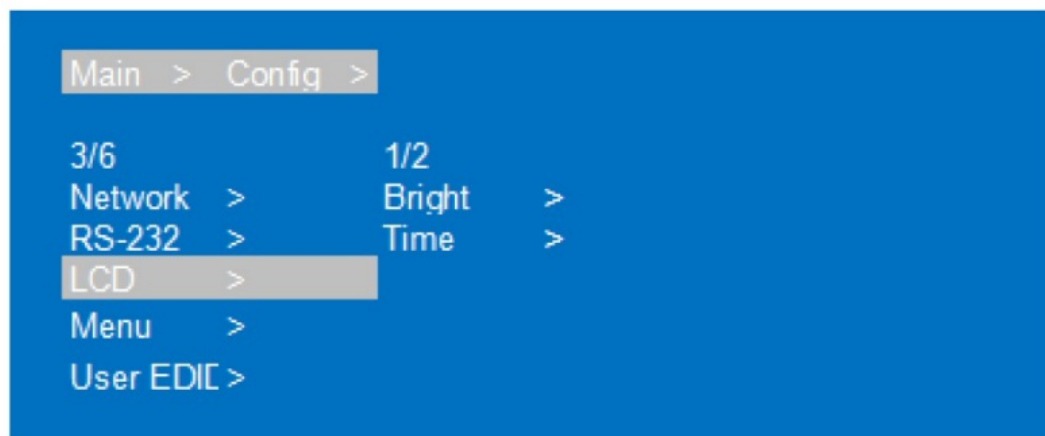 Main > Config >
3/6 1/2
Network > Bright >
RS-232 > Time >
LCD >
Menu >
User EDID >